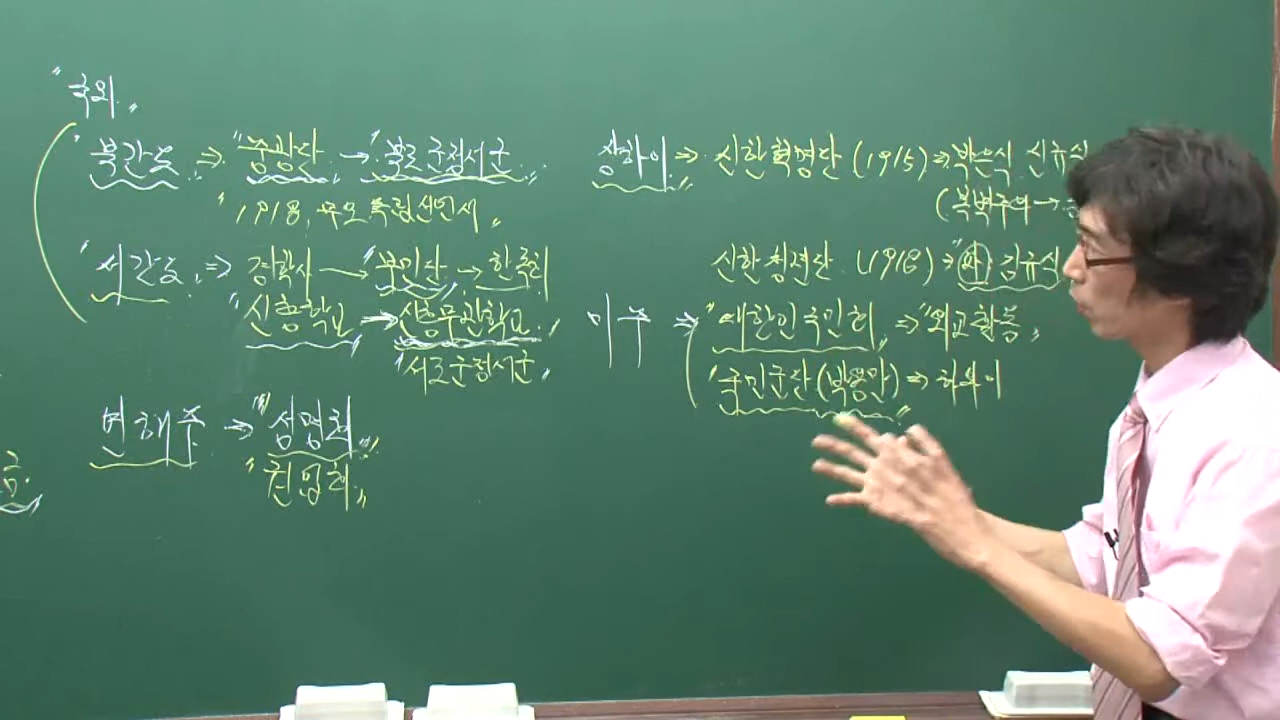 "국외"
"북간도 ⇒ "중광단 → "북로군정서군"
"1918, 무오독립선언서"
"서간도" ⇒ 경학사 → "부민단 → 한족회
"신흥학교 → 신흥무관학교"
"서로군정서군"
연해주 → "성명회"
"권업회"
상하이 ⇒ 신한혁명단 (1915) ⇒ 박은식 신규식
(복벽주의 →
신한청년단 (1918) ⇒ 김규식
미주 ⇒ "대한인국민회" ⇒ "외교활동"
"국민군단(박용만)" ⇒ 하와이